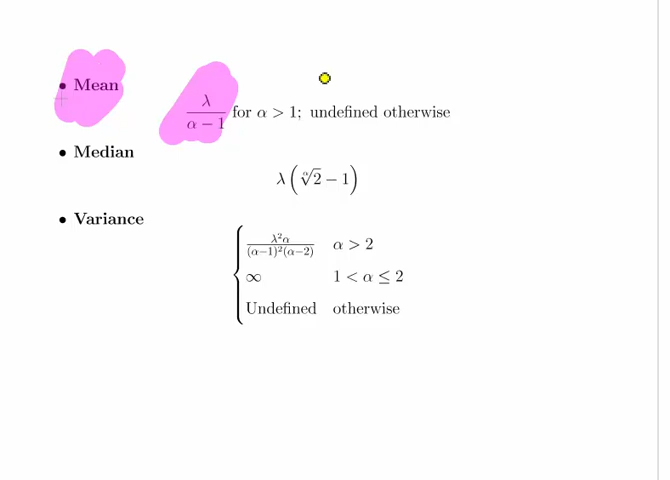 • Mean
λ/(α − 1) for α > 1; undefined otherwise
• Median
λ(ᵅ√2 − 1)
• Variance
λ²α/((α−1)²(α−2)) α > 2
∞ 1 < α ≤ 2
Undefined otherwise